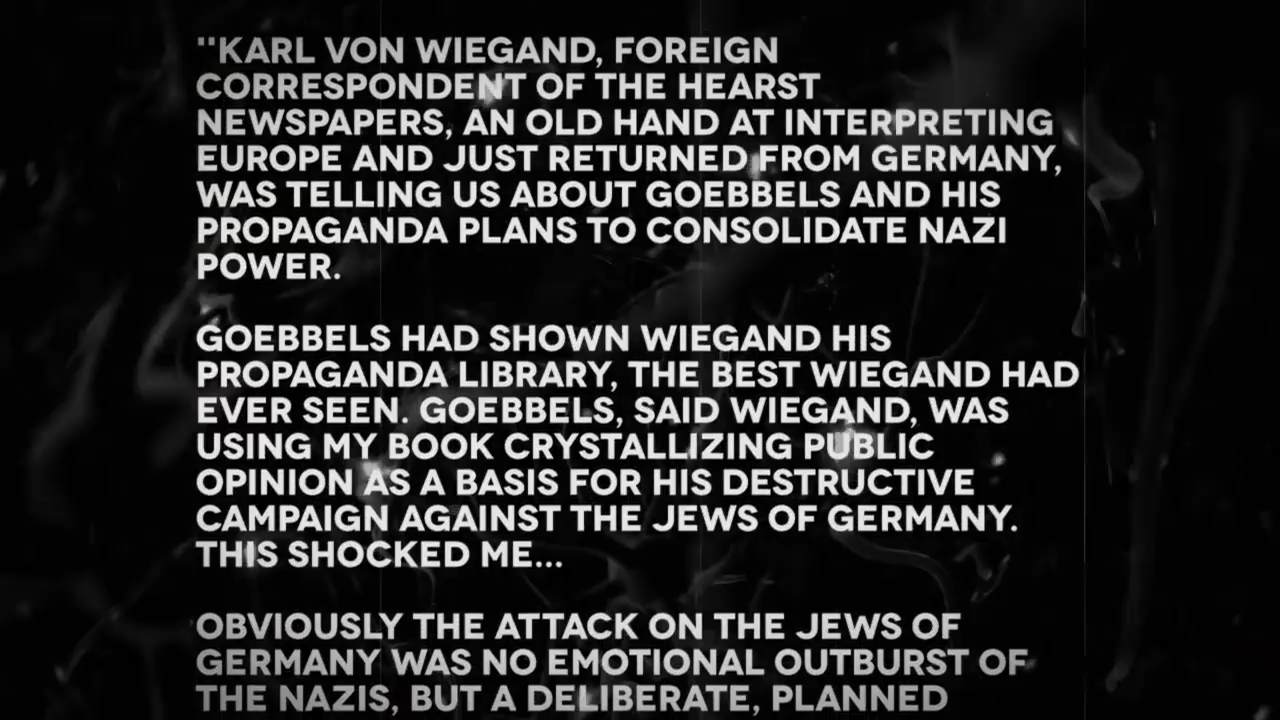 "KARL VON WIEGAND, FOREIGN
CORRESPONDENT OF THE HEARST
NEWSPAPERS, AN OLD HAND AT INTERPRETING
EUROPE AND JUST RETURNED FROM GERMANY,
WAS TELLING US ABOUT GOEBBELS AND HIS
PROPAGANDA PLANS TO CONSOLIDATE NAZI
POWER.
GOEBBELS HAD SHOWN WIEGAND HIS
PROPAGANDA LIBRARY, THE BEST WIEGAND HAD
EVER SEEN. GOEBBELS, SAID WIEGAND, WAS
USING MY BOOK CRYSTALLIZING PUBLIC
OPINION AS A BASIS FOR HIS DESTRUCTIVE
CAMPAIGN AGAINST THE JEWS OF GERMANY.
THIS SHOCKED ME...
OBVIOUSLY THE ATTACK ON THE JEWS OF
GERMANY WAS NO EMOTIONAL OUTBURST OF
THE NAZIS, BUT A DELIBERATE, PLANNED